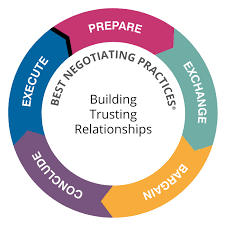 PREPARE
EXCHANGE
BARGAIN
CONCLUDE
EXECUTE
BEST NEGOTIATING PRACTICES®
Building
Trusting
Relationships